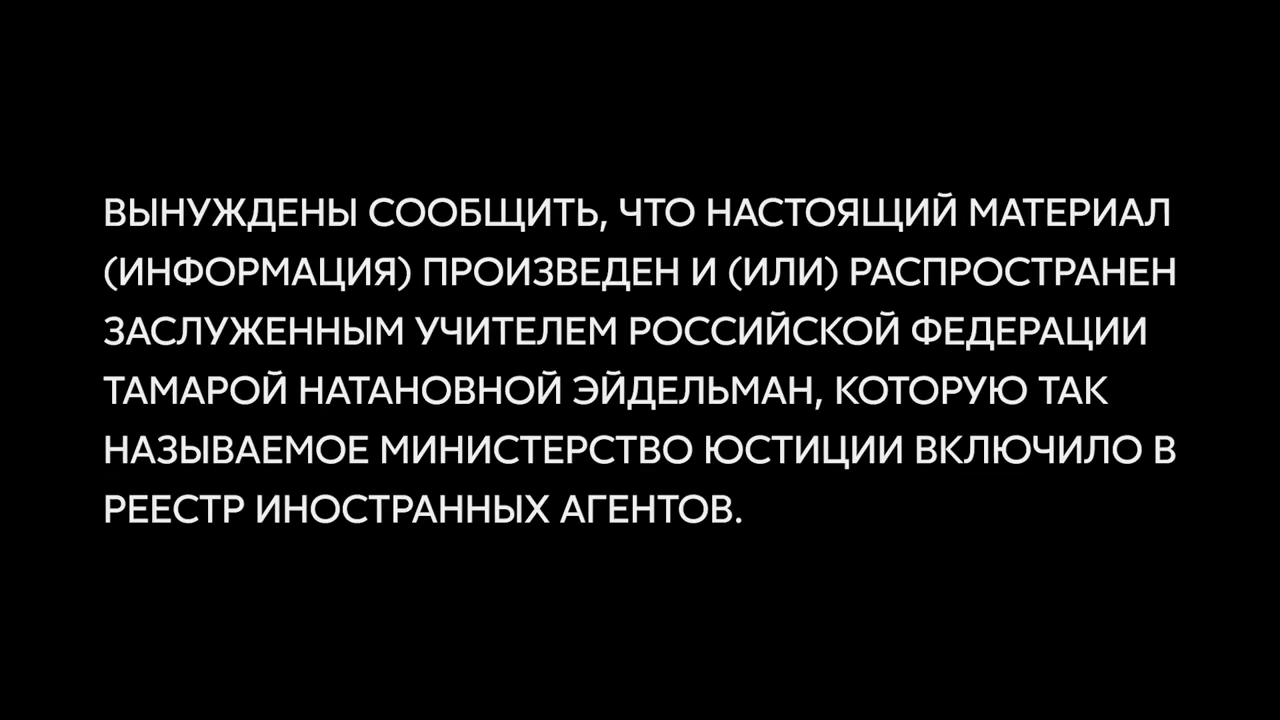 ВЫНУЖДЕНЫ СООБЩИТЬ, ЧТО НАСТОЯЩИЙ МАТЕРИАЛ
(ИНФОРМАЦИЯ) ПРОИЗВЕДЕН И (ИЛИ) РАСПРОСТРАНЕН
ЗАСЛУЖЕННЫМ УЧИТЕЛЕМ РОССИЙСКОЙ ФЕДЕРАЦИИ
ТАМАРОЙ НАТАНОВНОЙ ЭЙДЕЛЬМАН, КОТОРУЮ ТАК
НАЗЫВАЕМОЕ МИНИСТЕРСТВО ЮСТИЦИИ ВКЛЮЧИЛО В
РЕЕСТР ИНОСТРАННЫХ АГЕНТОВ.